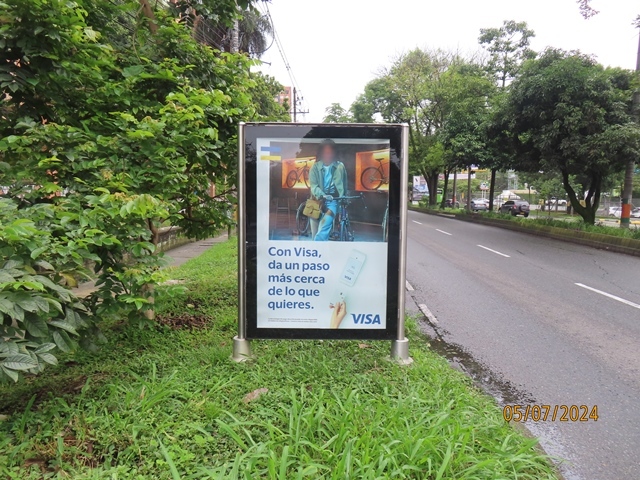 Con Visa,
da un paso
más cerca
de lo que
quieres.
VISA
05/07/2024